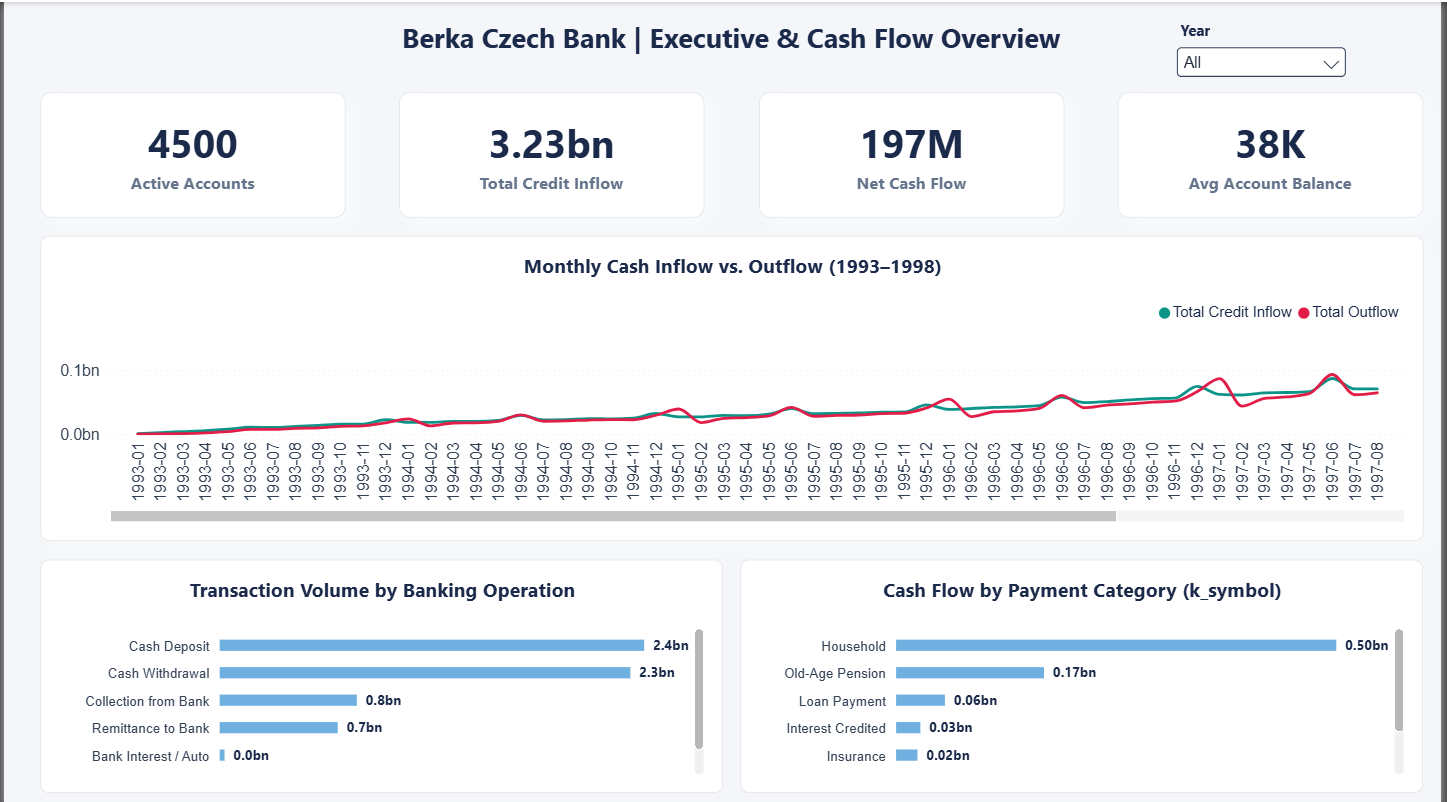 Berka Czech Bank | Executive & Cash Flow Overview
Year
All
4500
Active Accounts
3.23bn
Total Credit Inflow
197M
Net Cash Flow
38K
Avg Account Balance
Monthly Cash Inflow vs. Outflow (1993–1998)
Total Credit Inflow
Total Outflow
0.1bn
0.0bn
1993-01
1993-02
1993-03
1993-04
1993-05
1993-06
1993-07
1993-08
1993-09
1993-10
1993-11
1993-12
1994-01
1994-02
1994-03
1994-04
1994-05
1994-06
1994-07
1994-08
1994-09
1994-10
1994-11
1994-12
1995-01
1995-02
1995-03
1995-04
1995-05
1995-06
1995-07
1995-08
1995-09
1995-10
1995-11
1995-12
1996-01
1996-02
1996-03
1996-04
1996-05
1996-06
1996-07
1996-08
1996-09
1996-10
1996-11
1996-12
1997-01
1997-02
1997-03
1997-04
1997-05
1997-06
1997-07
1997-08
Transaction Volume by Banking Operation
Cash Deposit 2.4bn
Cash Withdrawal 2.3bn
Collection from Bank 0.8bn
Remittance to Bank 0.7bn
Bank Interest / Auto 0.0bn
Cash Flow by Payment Category (k_symbol)
Household 0.50bn
Old-Age Pension 0.17bn
Loan Payment 0.06bn
Interest Credited 0.03bn
Insurance 0.02bn